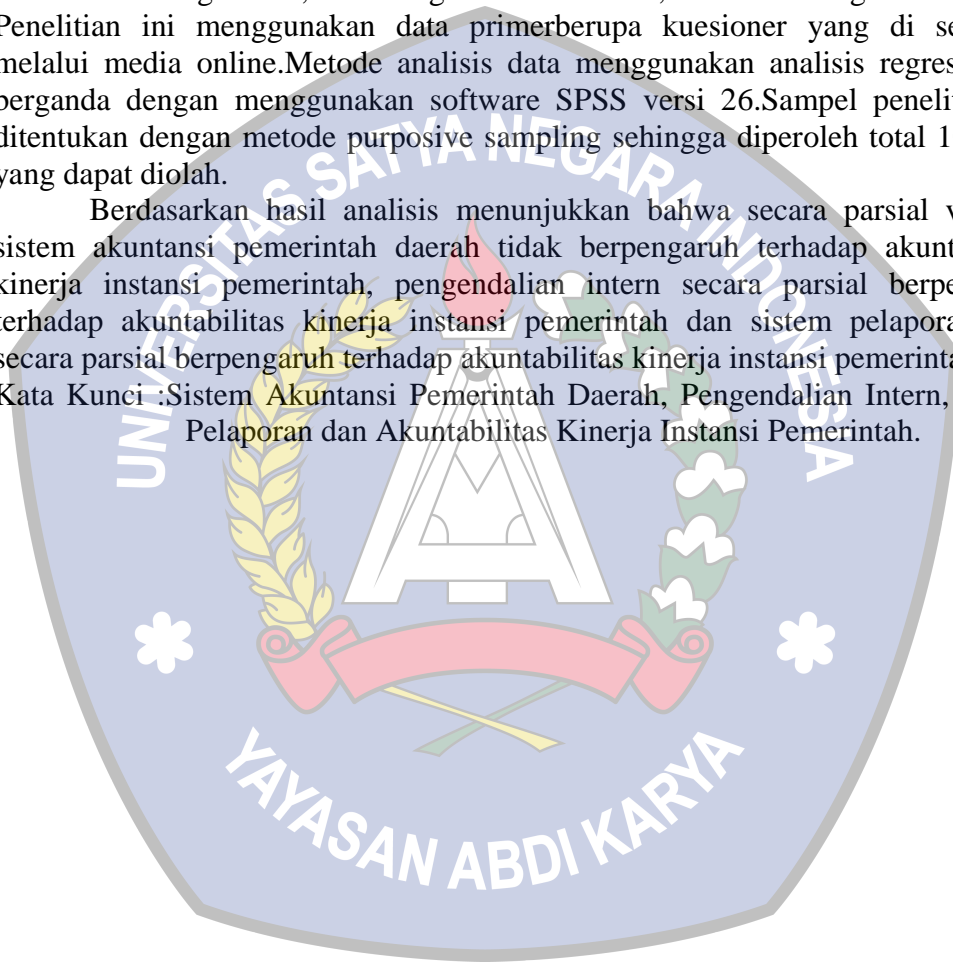 Penelitian ini menggunakan data primerberupa kuesioner yang di se
melalui media online.Metode analisis data menggunakan analisis regres
berganda dengan menggunakan software SPSS versi 26.Sampel penelit
ditentukan dengan metode purposive sampling sehingga diperoleh total 1
yang dapat diolah.
Berdasarkan hasil analisis menunjukkan bahwa secara parsial v
sistem akuntansi pemerintah daerah tidak berpengaruh terhadap akunt
kinerja instansi pemerintah, pengendalian intern secara parsial berpe
terhadap akuntabilitas kinerja instansi pemerintah dan sistem pelapora
secara parsial berpengaruh terhadap akuntabilitas kinerja instansi pemerinta
Kata Kunci :Sistem Akuntansi Pemerintah Daerah, Pengendalian Intern,
Pelaporan dan Akuntabilitas Kinerja Instansi Pemerintah.
UNIVERSITAS SATYA NEGARA INDONESIA
YAYASAN ABDI KARYA